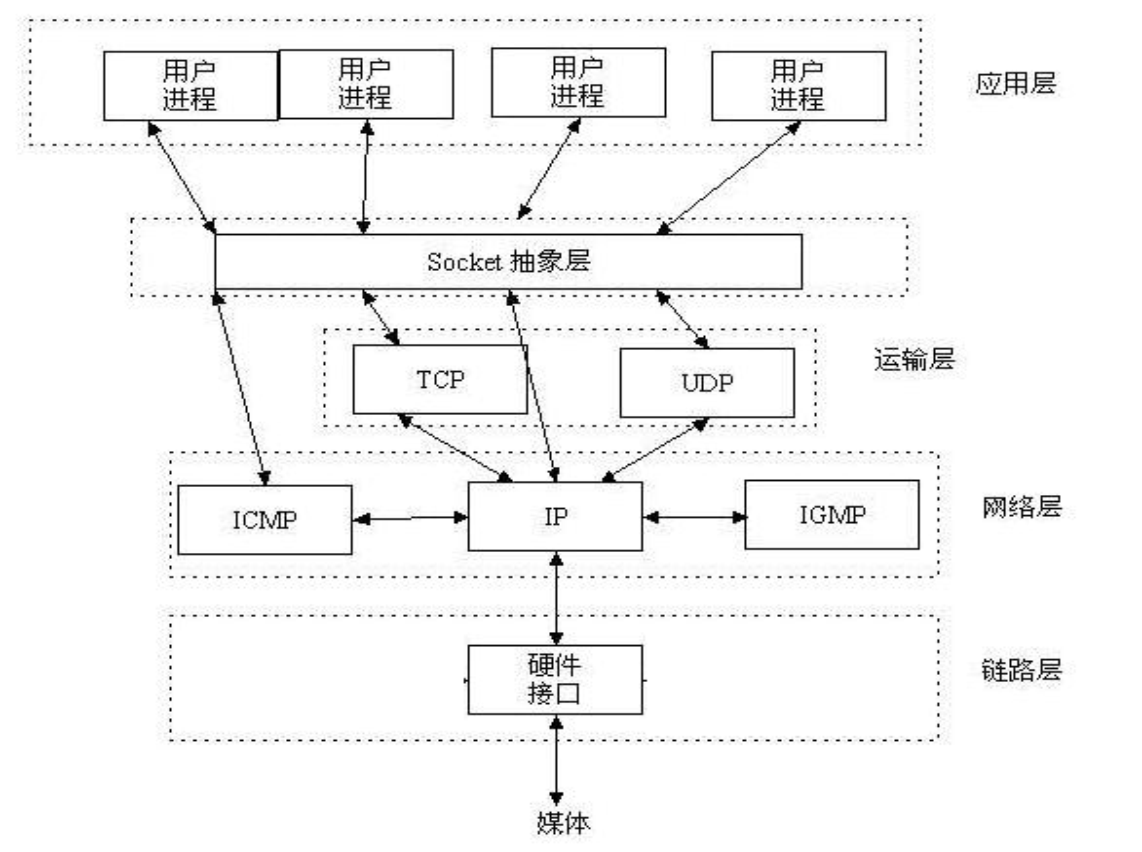 用户
进程
用户
进程
用户
进程
用户
进程
应用层
Socket 抽象层
TCP
UDP
运输层
ICMP
IP
IGMP
网络层
硬件
接口
链路层
媒体